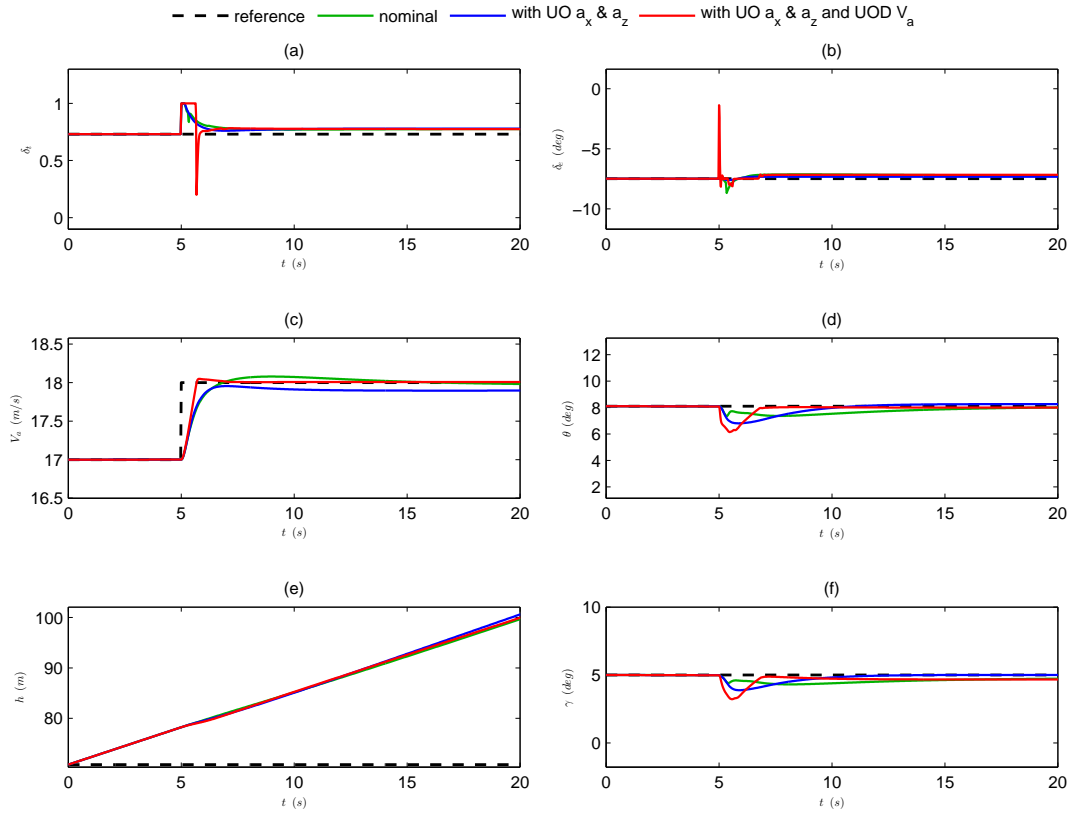 reference nominal with UO a_x & a_z with UO a_x & a_z and UOD V_a
(a)
1
0.5
0
δ_t
0 5 10 15 20
t (s)
(b)
0
−5
−10
δ_e (deg)
0 5 10 15 20
t (s)
(c)
18.5
18
17
16.5
V_a (m/s)
0 5 10 15 20
t (s)
(d)
12
10
8
6
4
2
θ (deg)
0 5 10 15 20
t (s)
(e)
100
90
80
h (m)
0 5 10 15 20
t (s)
(f)
10
5
0
γ (deg)
0 5 10 15 20
t (s)